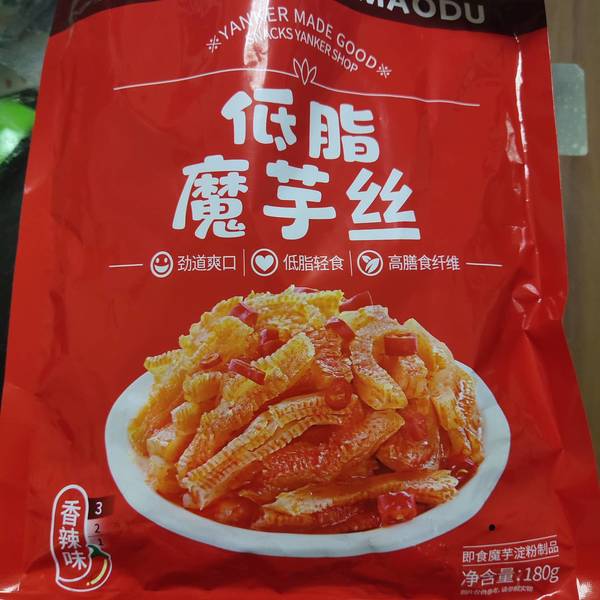 MAODU
YANKER MADE GOOD
SNACKS YANKER SHOP
低脂
魔芋丝
劲道爽口
低脂轻食
高膳食纤维
香辣味
3
2
1
即食魔芋淀粉制品
净含量:180g